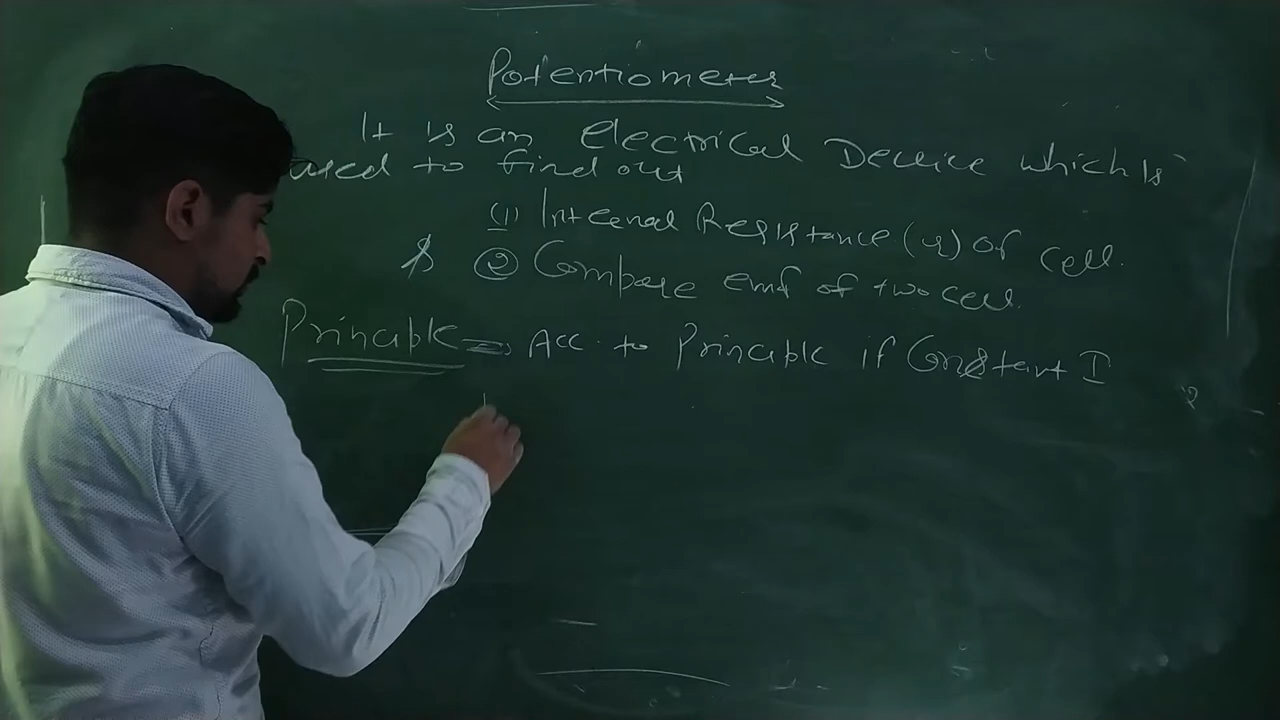 Potentiometer
It is an Electrical Device which is
used to find out
(1) Internal Resistance (r) of cell.
& (2) Compare emf of two cell.
Principle => Acc. to Principle if Constant I